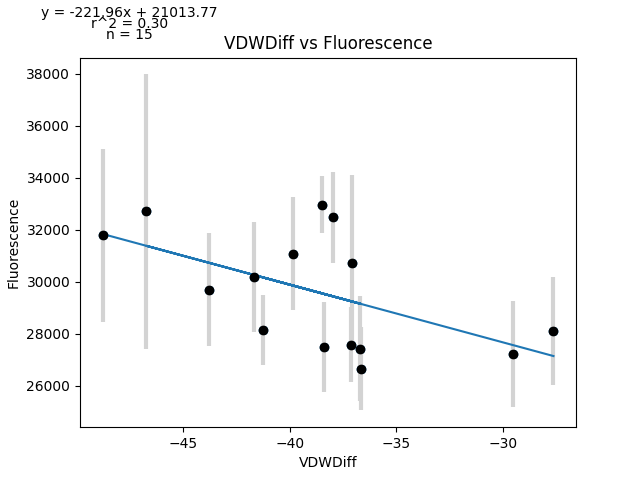 y = -221.96x + 21013.77
r^2 = 0.30
n = 15
VDWDiff vs Fluorescence
38000
36000
34000
32000
30000
28000
26000
Fluorescence
−45
−40
−35
−30
VDWDiff